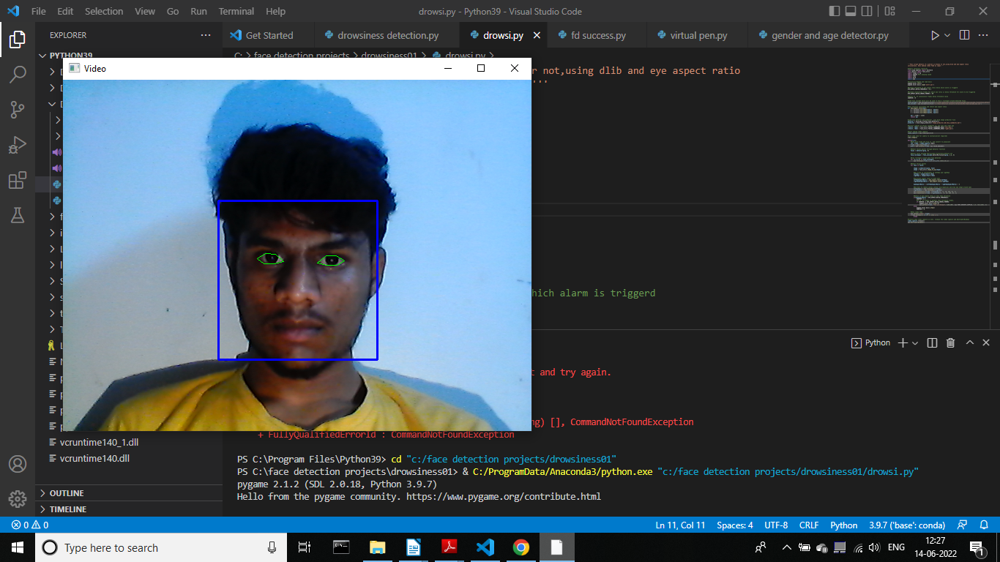 File Edit Selection View Go Run Terminal Help drowsi.py - Python39 - Visual Studio Code
EXPLORER
Get Started drowsiness detection.py drowsi.py fd success.py virtual pen.py gender and age detector.py
PYTHON39
C: > face detection projects > drowsiness01 > drowsi.py >
Video
r not,using dlib and eye aspect ratio
'''
hich alarm is triggerd
Python
t and try again.
ng) [], CommandNotFoundException
+ FullyQualifiedErrorId : CommandNotFoundException
vcruntime140_1.dll
vcruntime140.dll
PS C:\Program Files\Python39> cd "c:/face detection projects/drowsiness01"
PS C:\face detection projects\drowsiness01> & C:/ProgramData/Anaconda3/python.exe "c:/face detection projects/drowsiness01/drowsi.py"
pygame 2.1.2 (SDL 2.0.18, Python 3.9.7)
Hello from the pygame community. https://www.pygame.org/contribute.html
OUTLINE
TIMELINE
0 0 Ln 11, Col 11 Spaces: 4 UTF-8 CRLF Python 3.9.7 ('base': conda)
Type here to search
ENG
12:27
14-06-2022
1